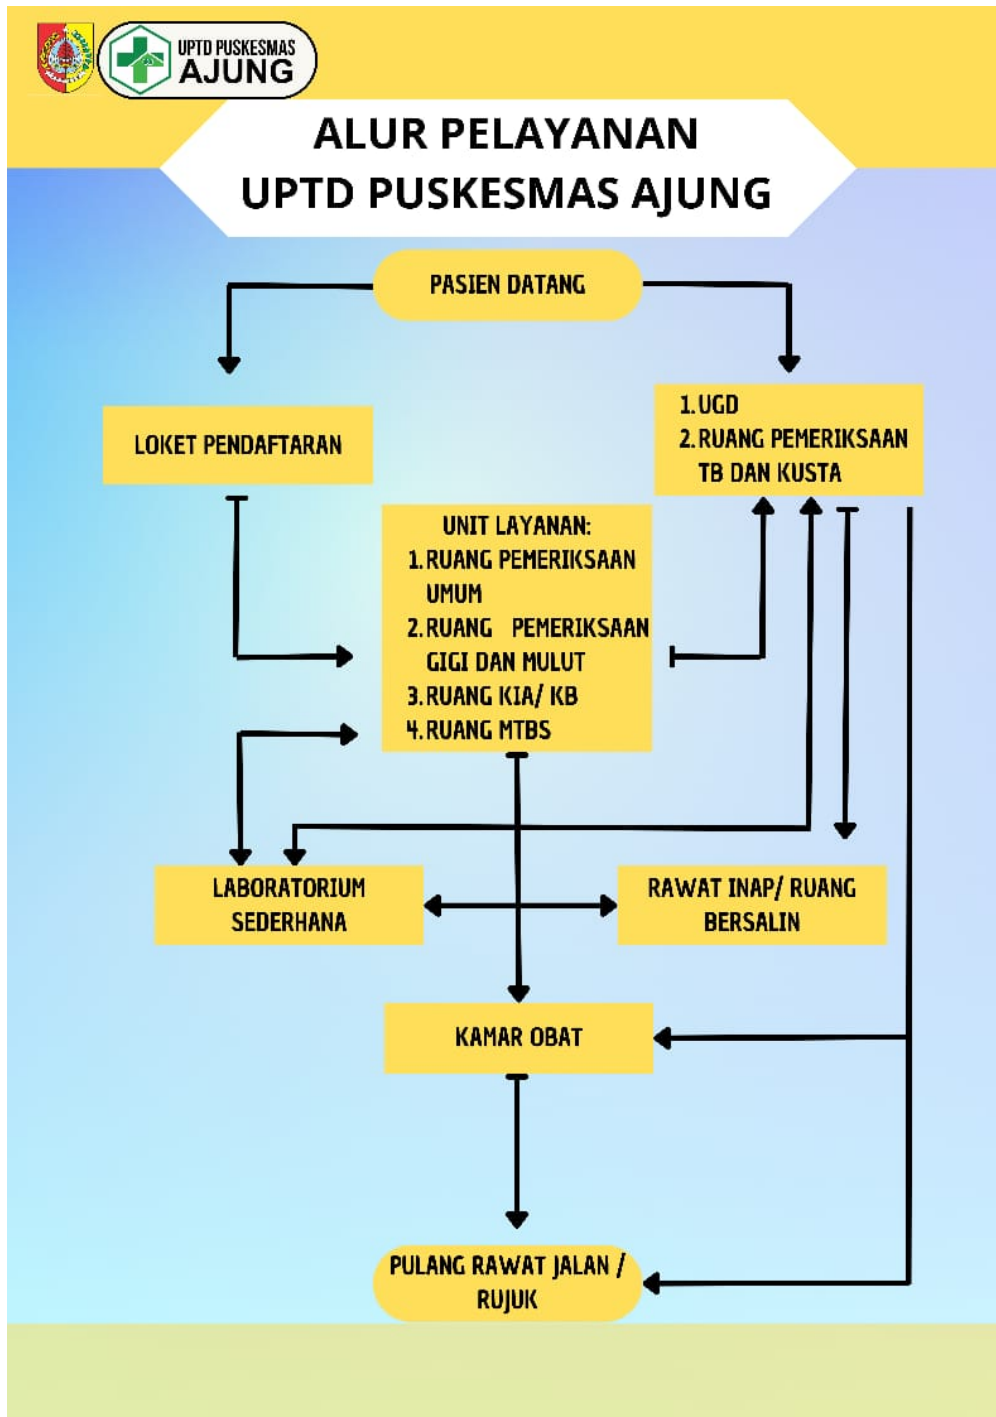 UPTD PUSKESMAS
AJUNG
ALUR PELAYANAN
UPTD PUSKESMAS AJUNG
PASIEN DATANG
LOKET PENDAFTARAN
1. UGD
2. RUANG PEMERIKSAAN
TB DAN KUSTA
UNIT LAYANAN:
1. RUANG PEMERIKSAAN
UMUM
2. RUANG PEMERIKSAAN
GIGI DAN MULUT
3. RUANG KIA/ KB
4. RUANG MTBS
LABORATORIUM
SEDERHANA
RAWAT INAP/ RUANG
BERSALIN
KAMAR OBAT
PULANG RAWAT JALAN /
RUJUK